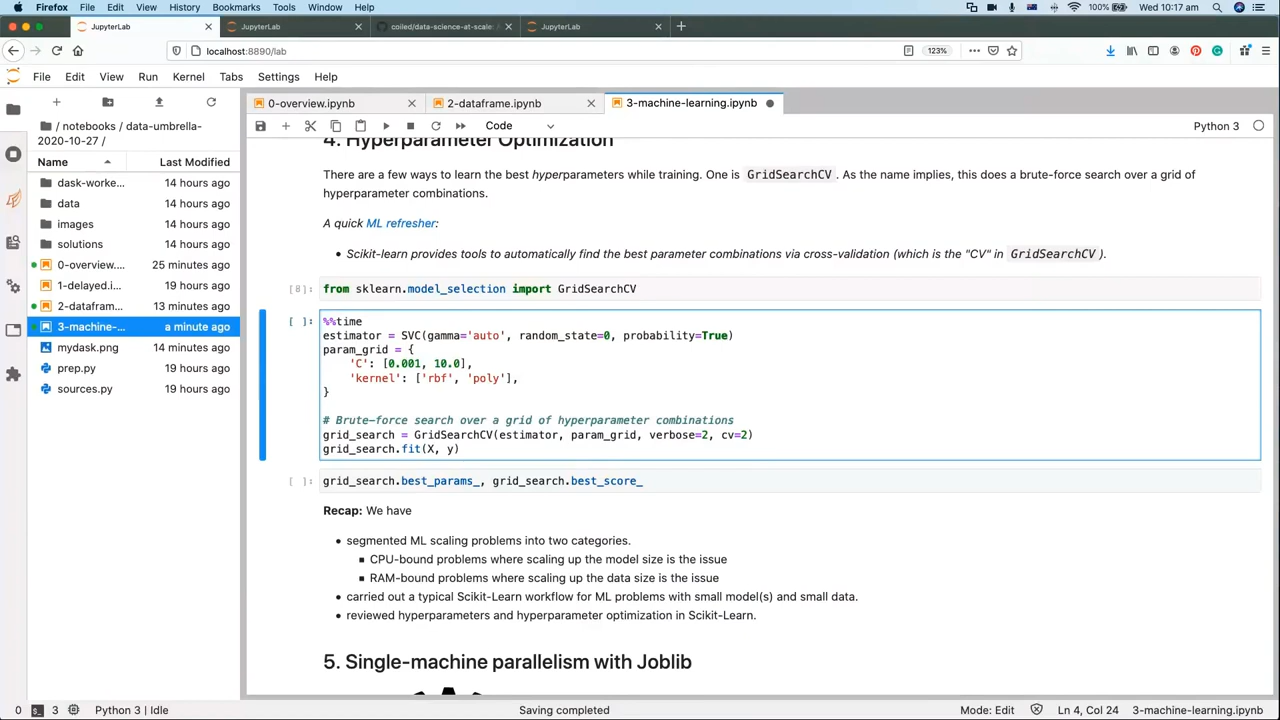 Firefox File Edit View History Bookmarks Tools Window Help 100% Wed 10:17 am
JupyterLab JupyterLab coiled/data-science-at-scale: JupyterLab
localhost:8890/lab 123%
File Edit View Run Kernel Tabs Settings Help
0-overview.ipynb 2-dataframe.ipynb 3-machine-learning.ipynb
Code Python 3
/ notebooks / data-umbrella-
2020-10-27 /
Name Last Modified
dask-worke... 14 hours ago
data 14 hours ago
images 14 hours ago
solutions 14 hours ago
0-overview.... 25 minutes ago
1-delayed.i... 19 hours ago
2-datafram... 13 minutes ago
3-machine-... a minute ago
mydask.png 14 minutes ago
prep.py 19 hours ago
sources.py 19 hours ago
4. Hyperparameter Optimization
There are a few ways to learn the best hyperparameters while training. One is GridSearchCV. As the name implies, this does a brute-force search over a grid of
hyperparameter combinations.
A quick ML refresher:
• Scikit-learn provides tools to automatically find the best parameter combinations via cross-validation (which is the "CV" in GridSearchCV).
[8]: from sklearn.model_selection import GridSearchCV
[ ]: %%time
estimator = SVC(gamma='auto', random_state=0, probability=True)
param_grid = {
'C': [0.001, 10.0],
'kernel': ['rbf', 'poly'],
}
# Brute-force search over a grid of hyperparameter combinations
grid_search = GridSearchCV(estimator, param_grid, verbose=2, cv=2)
grid_search.fit(X, y)
[ ]: grid_search.best_params_, grid_search.best_score_
Recap: We have
• segmented ML scaling problems into two categories.
▪ CPU-bound problems where scaling up the model size is the issue
▪ RAM-bound problems where scaling up the data size is the issue
• carried out a typical Scikit-Learn workflow for ML problems with small model(s) and small data.
• reviewed hyperparameters and hyperparameter optimization in Scikit-Learn.
5. Single-machine parallelism with Joblib
0 3 Python 3 | Idle Saving completed Mode: Edit Ln 4, Col 24 3-machine-learning.ipynb